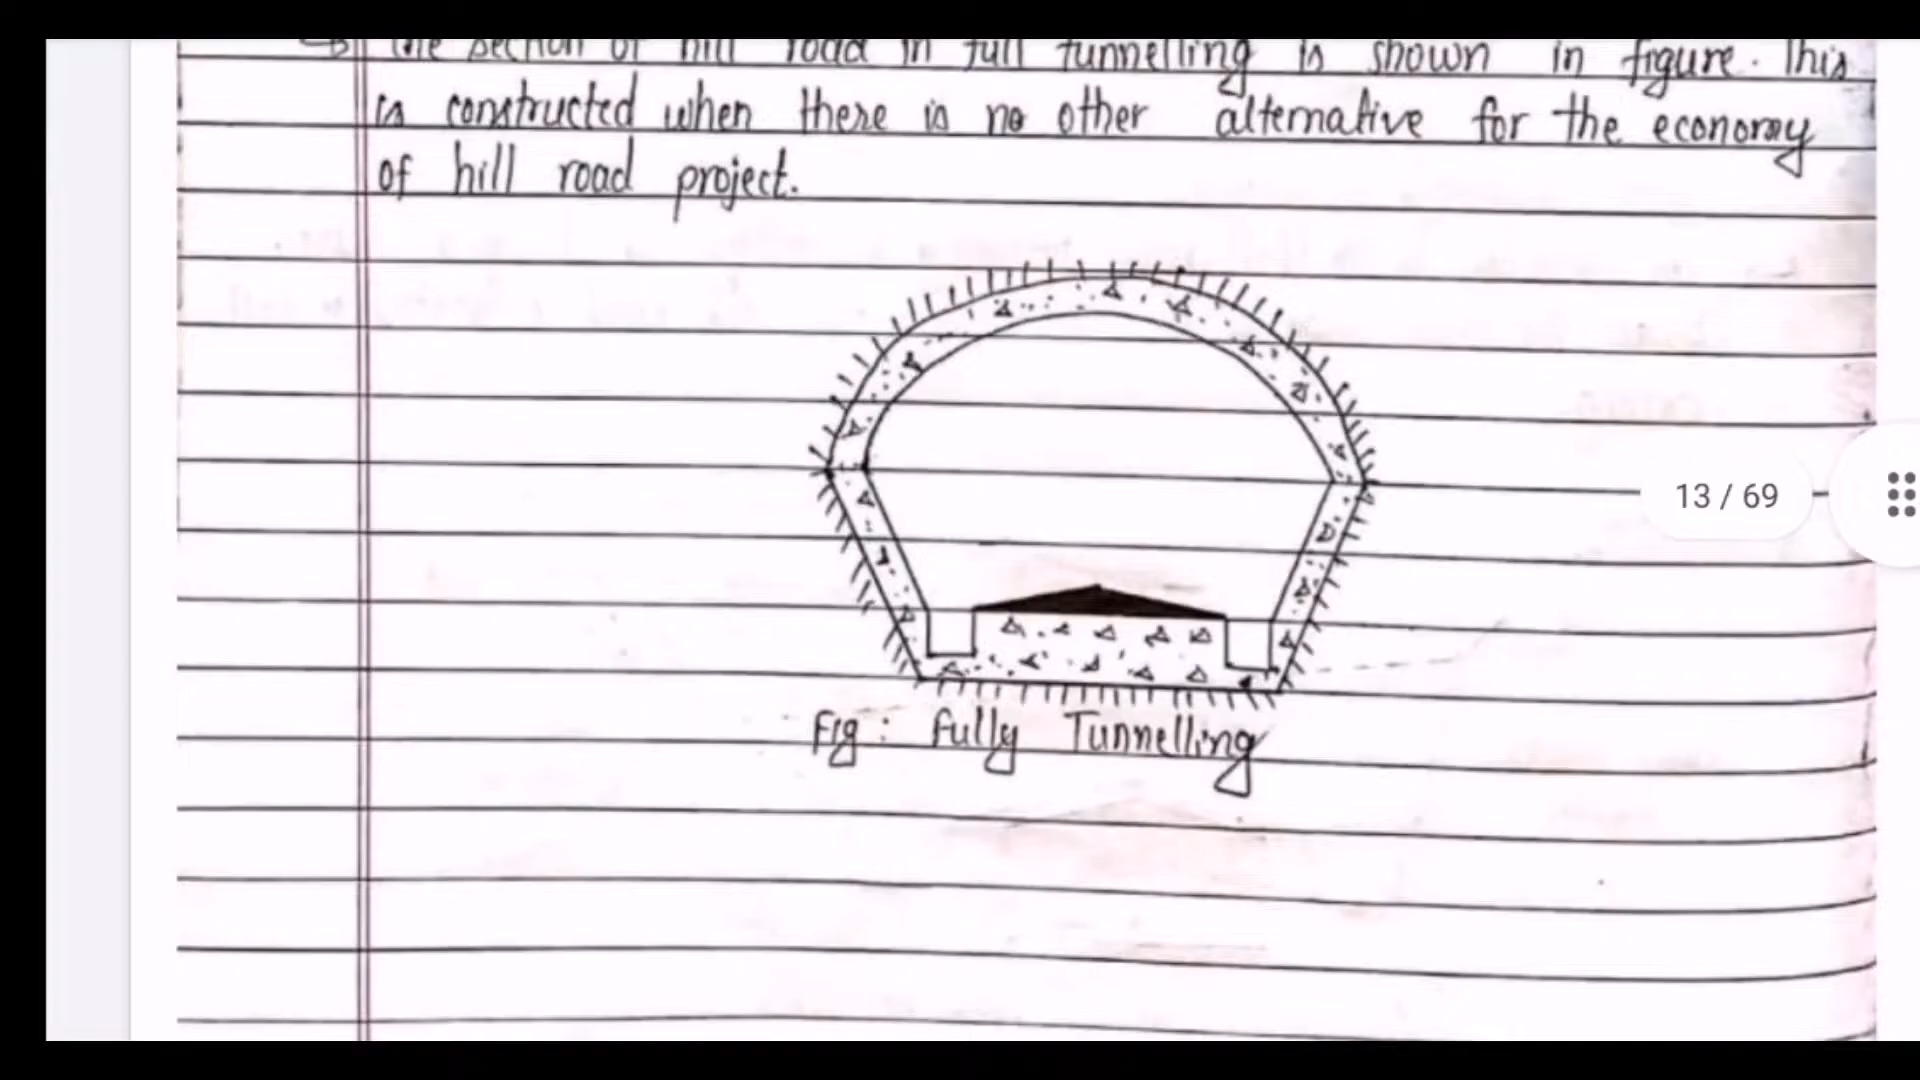 → The section of hill road in full tunnelling is shown in figure. This
is constructed when there is no other alternative for the economy
of hill road project.
13 / 69
Fig : Fully Tunnelling